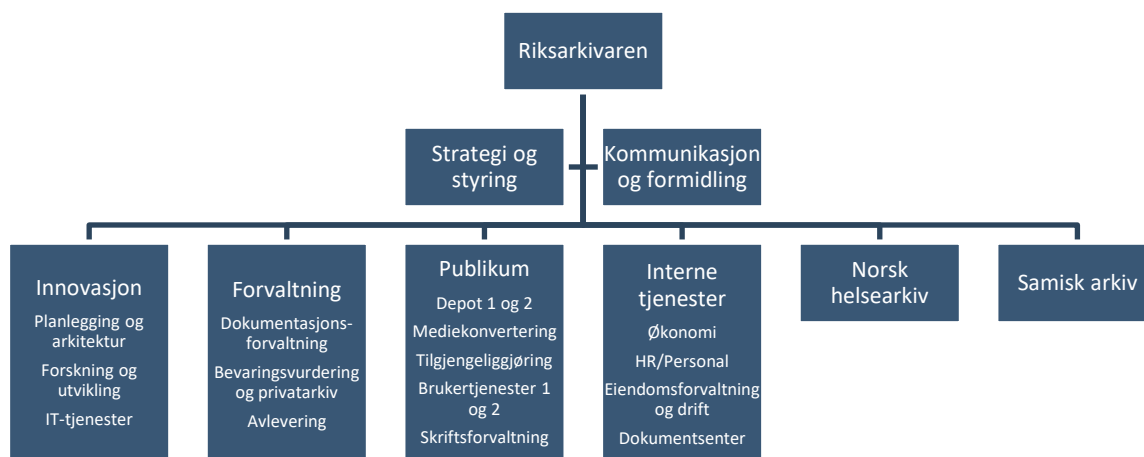 Riksarkivaren
Strategi og
styring
Kommunikasjon
og formidling
Innovasjon
Planlegging og
arkitektur
Forskning og
utvikling
IT-tjenester
Forvaltning
Dokumentasjons-
forvaltning
Bevaringsvurdering
og privatarkiv
Avlevering
Publikum
Depot 1 og 2
Mediekonvertering
Tilgjengeliggjøring
Brukertjenester 1
og 2
Skriftsforvaltning
Interne
tjenester
Økonomi
HR/Personal
Eiendomsforvaltning
og drift
Dokumentsenter
Norsk
helsearkiv
Samisk arkiv